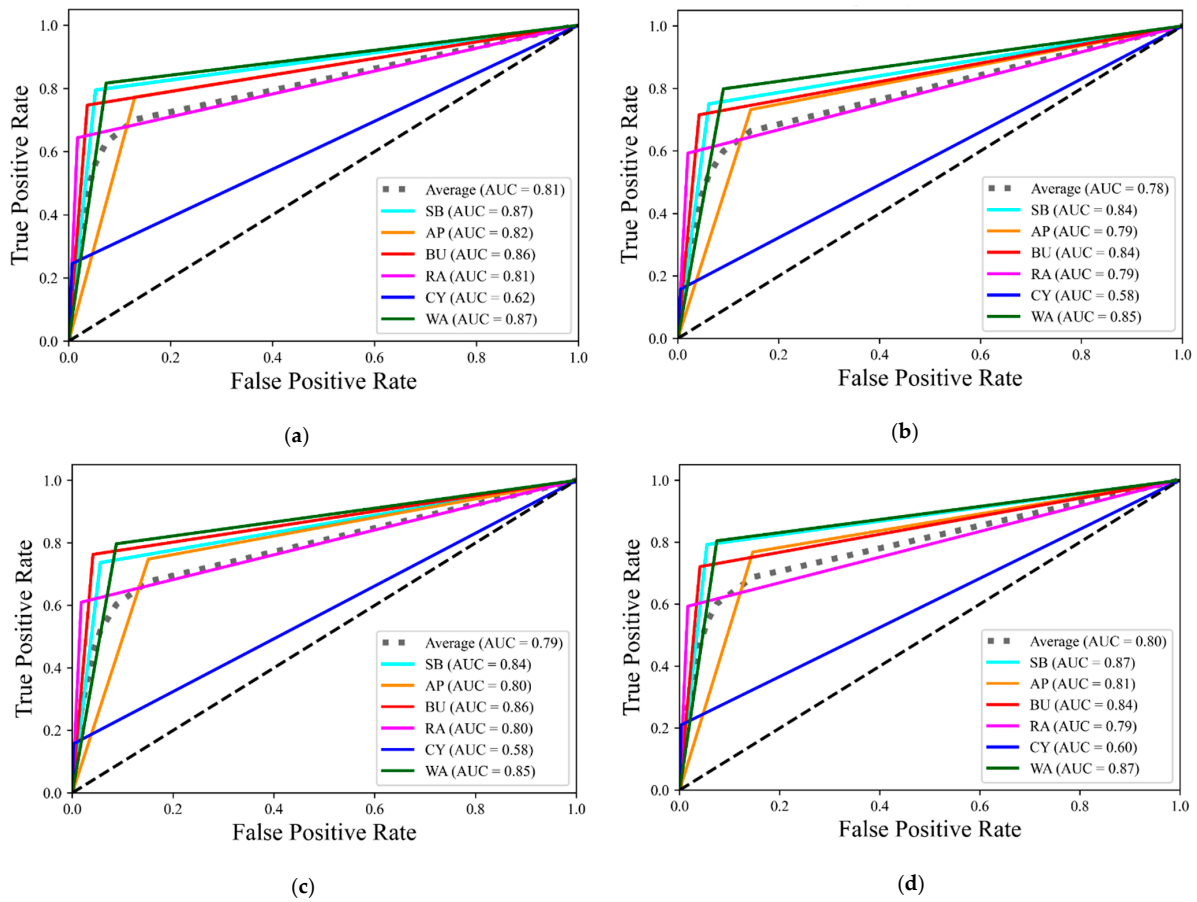 1.0
0.8
0.6
0.4
0.2
0.0
True Positive Rate
Average (AUC = 0.81)
SB (AUC = 0.87)
AP (AUC = 0.82)
BU (AUC = 0.86)
RA (AUC = 0.81)
CY (AUC = 0.62)
WA (AUC = 0.87)
0.0 0.2 0.4 0.6 0.8 1.0
False Positive Rate
(a)
1.0
0.8
0.6
0.4
0.2
0.0
True Positive Rate
Average (AUC = 0.78)
SB (AUC = 0.84)
AP (AUC = 0.79)
BU (AUC = 0.84)
RA (AUC = 0.79)
CY (AUC = 0.58)
WA (AUC = 0.85)
0.0 0.2 0.4 0.6 0.8 1.0
False Positive Rate
(b)
1.0
0.8
0.6
0.4
0.2
0.0
True Positive Rate
Average (AUC = 0.79)
SB (AUC = 0.84)
AP (AUC = 0.80)
BU (AUC = 0.86)
RA (AUC = 0.80)
CY (AUC = 0.58)
WA (AUC = 0.85)
0.0 0.2 0.4 0.6 0.8 1.0
False Positive Rate
(c)
1.0
0.8
0.6
0.4
0.2
0.0
True Positive Rate
Average (AUC = 0.80)
SB (AUC = 0.87)
AP (AUC = 0.81)
BU (AUC = 0.84)
RA (AUC = 0.79)
CY (AUC = 0.60)
WA (AUC = 0.87)
0.0 0.2 0.4 0.6 0.8 1.0
False Positive Rate
(d)